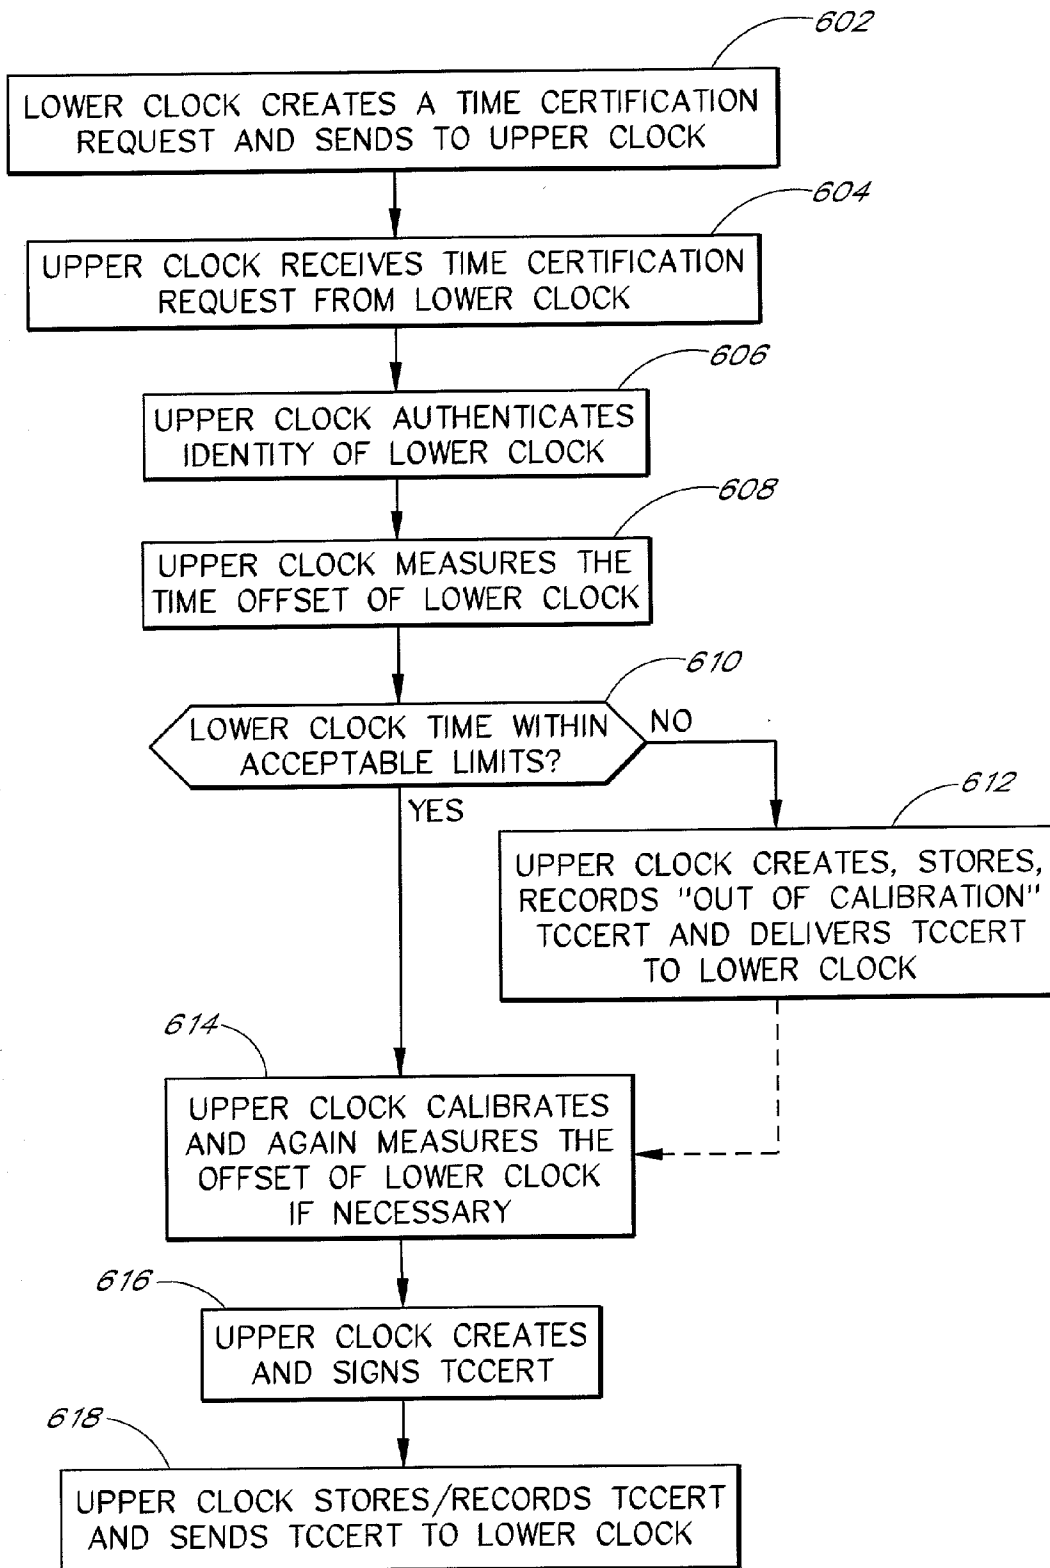 602
LOWER CLOCK CREATES A TIME CERTIFICATION
REQUEST AND SENDS TO UPPER CLOCK
604
UPPER CLOCK RECEIVES TIME CERTIFICATION
REQUEST FROM LOWER CLOCK
606
UPPER CLOCK AUTHENTICATES
IDENTITY OF LOWER CLOCK
608
UPPER CLOCK MEASURES THE
TIME OFFSET OF LOWER CLOCK
610
LOWER CLOCK TIME WITHIN
ACCEPTABLE LIMITS?
NO
YES
612
UPPER CLOCK CREATES, STORES,
RECORDS "OUT OF CALIBRATION"
TCCERT AND DELIVERS TCCERT
TO LOWER CLOCK
614
UPPER CLOCK CALIBRATES
AND AGAIN MEASURES THE
OFFSET OF LOWER CLOCK
IF NECESSARY
616
UPPER CLOCK CREATES
AND SIGNS TCCERT
618
UPPER CLOCK STORES/RECORDS TCCERT
AND SENDS TCCERT TO LOWER CLOCK